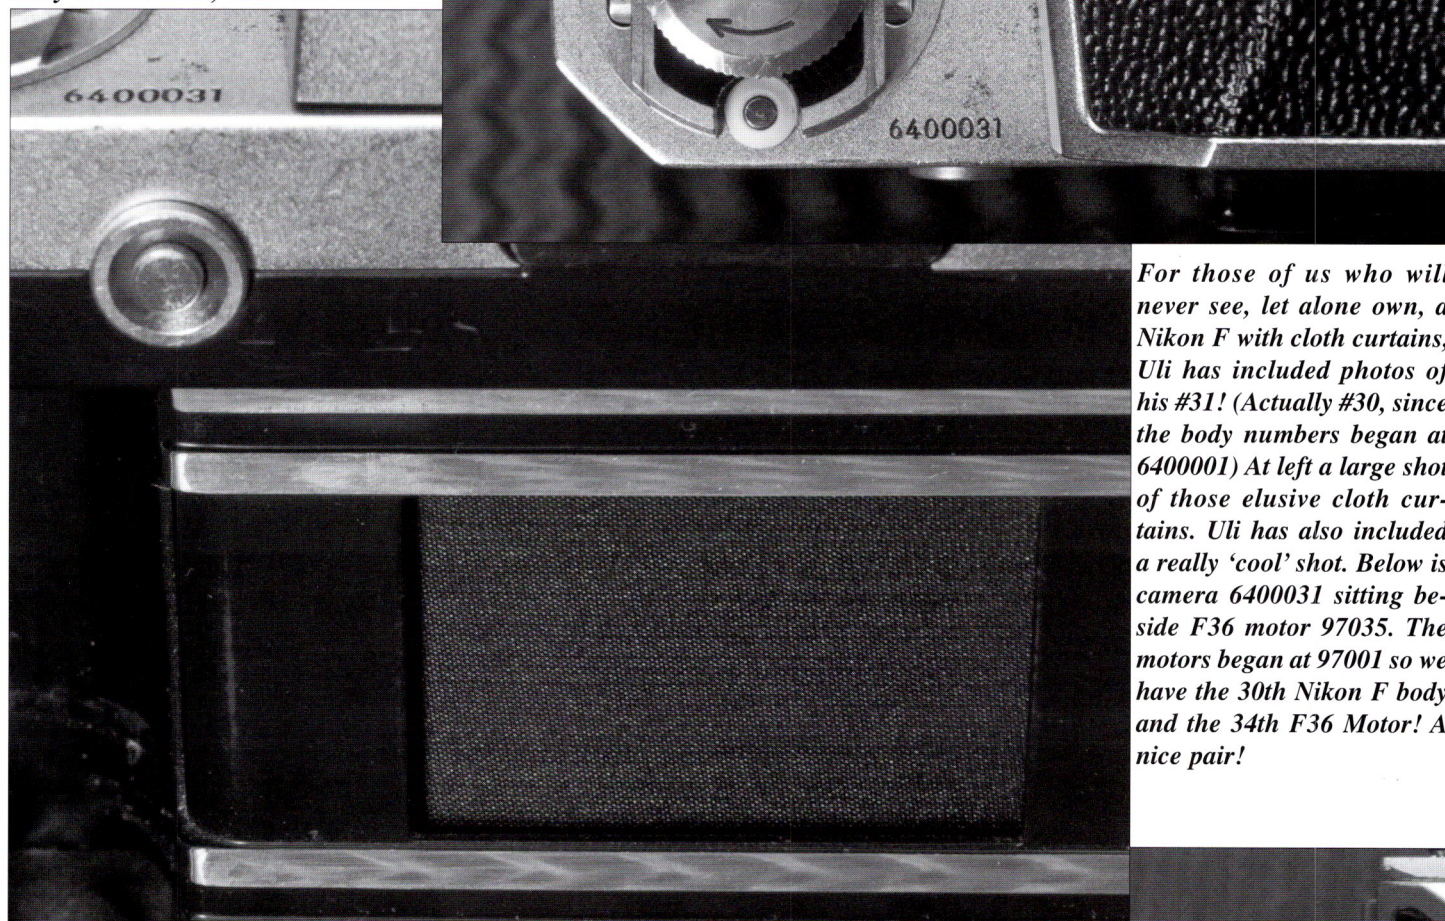 6400031
6400031
For those of us who will
never see, let alone own, a
Nikon F with cloth curtains,
Uli has included photos of
his #31! (Actually #30, since
the body numbers began at
6400001) At left a large shot
of those elusive cloth cur-
tains. Uli has also included
a really ‘cool’ shot. Below is
camera 6400031 sitting be-
side F36 motor 97035. The
motors began at 97001 so we
have the 30th Nikon F body
and the 34th F36 Motor! A
nice pair!